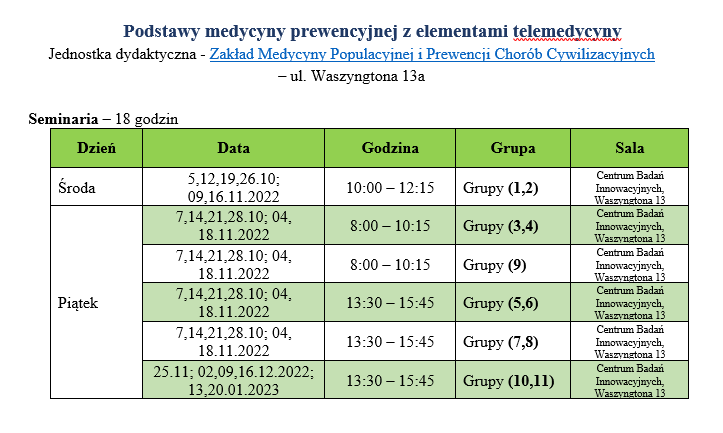 Podstawy medycyny prewencyjnej z elementami telemedycyny
Jednostka dydaktyczna - Zakład Medycyny Populacyjnej i Prewencji Chorób Cywilizacyjnych
– ul. Waszyngtona 13a
Seminaria – 18 godzin
Dzień Data Godzina Grupa Sala
Środa
5,12,19,26.10;
09,16.11.2022
10:00 – 12:15
Grupy (1,2)
Centrum Badań
Innowacyjnych,
Waszyngtona 13
Piątek
7,14,21,28.10; 04,
18.11.2022
8:00 – 10:15
Grupy (3,4)
Centrum Badań
Innowacyjnych,
Waszyngtona 13
7,14,21,28.10; 04,
18.11.2022
8:00 – 10:15
Grupy (9)
Centrum Badań
Innowacyjnych,
Waszyngtona 13
7,14,21,28.10; 04,
18.11.2022
13:30 – 15:45
Grupy (5,6)
Centrum Badań
Innowacyjnych,
Waszyngtona 13
7,14,21,28.10; 04,
18.11.2022
13:30 – 15:45
Grupy (7,8)
Centrum Badań
Innowacyjnych,
Waszyngtona 13
25.11; 02,09,16.12.2022;
13,20.01.2023
13:30 – 15:45
Grupy (10,11)
Centrum Badań
Innowacyjnych,
Waszyngtona 13